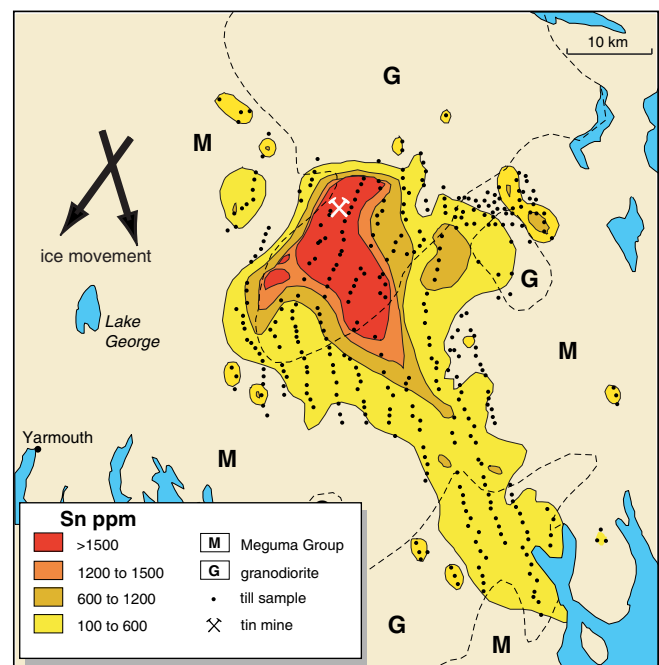 10 km
G
M
ice movement
G
Lake
George
M
Yarmouth
M
Sn ppm
>1500
1200 to 1500
600 to 1200
100 to 600
M Meguma Group
G granodiorite
till sample
tin mine
G
M